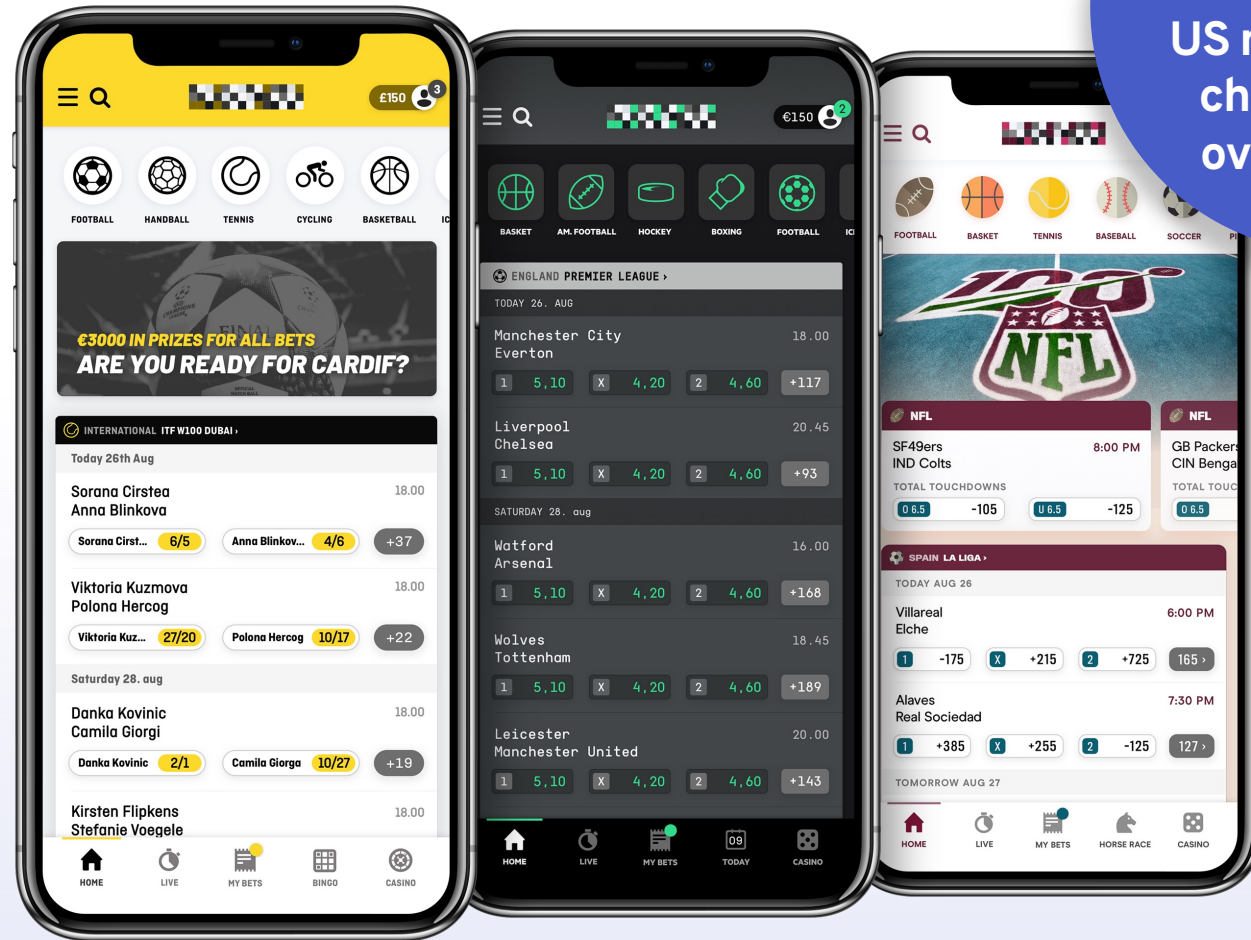 £150
3
FOOTBALL
HANDBALL
TENNIS
CYCLING
BASKETBALL
€3000 IN PRIZES FOR ALL BETS
ARE YOU READY FOR CARDIF?
INTERNATIONAL ITF W100 DUBAI ›
Today 26th Aug
Sorana Cirstea 18.00
Anna Blinkova
Sorana Cirst... 6/5 Anna Blinkov... 4/6 +37
Viktoria Kuzmova 18.00
Polona Hercog
Viktoria Kuz... 27/20 Polona Hercog 10/17 +22
Saturday 28. aug
Danka Kovinic 18.00
Camila Giorgi
Danka Kovinic 2/1 Camila Giorga 10/27 +19
Kirsten Flipkens 18.00
Stefanie Voegele
HOME LIVE MY BETS BINGO CASINO
€150
2
BASKET AM. FOOTBALL HOCKEY BOXING FOOTBALL
ENGLAND PREMIER LEAGUE ›
TODAY 26. AUG
Manchester City 18.00
Everton
1 5,10 X 4,20 2 4,60 +117
Liverpool 20.45
Chelsea
1 5,10 X 4,20 2 4,60 +93
SATURDAY 28. aug
Watford 16.00
Arsenal
1 5,10 X 4,20 2 4,60 +168
Wolves 18.45
Tottenham
1 5,10 X 4,20 2 4,60 +189
Leicester 20.00
Manchester United
1 5,10 X 4,20 2 4,60 +143
HOME LIVE MY BETS 09 TODAY CASINO
US
FOOTBALL BASKET TENNIS BASEBALL SOCCER
100
NFL
NFL NFL
SF49ers 8:00 PM GB Packers
IND Colts CIN Benga
TOTAL TOUCHDOWNS TOTAL TOUC
O 6.5 -105 U 6.5 -125 O 6.5
SPAIN LA LIGA ›
TODAY AUG 26
Villareal 6:00 PM
Elche
1 -175 X +215 2 +725 165 ›
Alaves 7:30 PM
Real Sociedad
1 +385 X +255 2 -125 127 ›
TOMORROW AUG 27
HOME LIVE MY BETS HORSE RACE CASINO